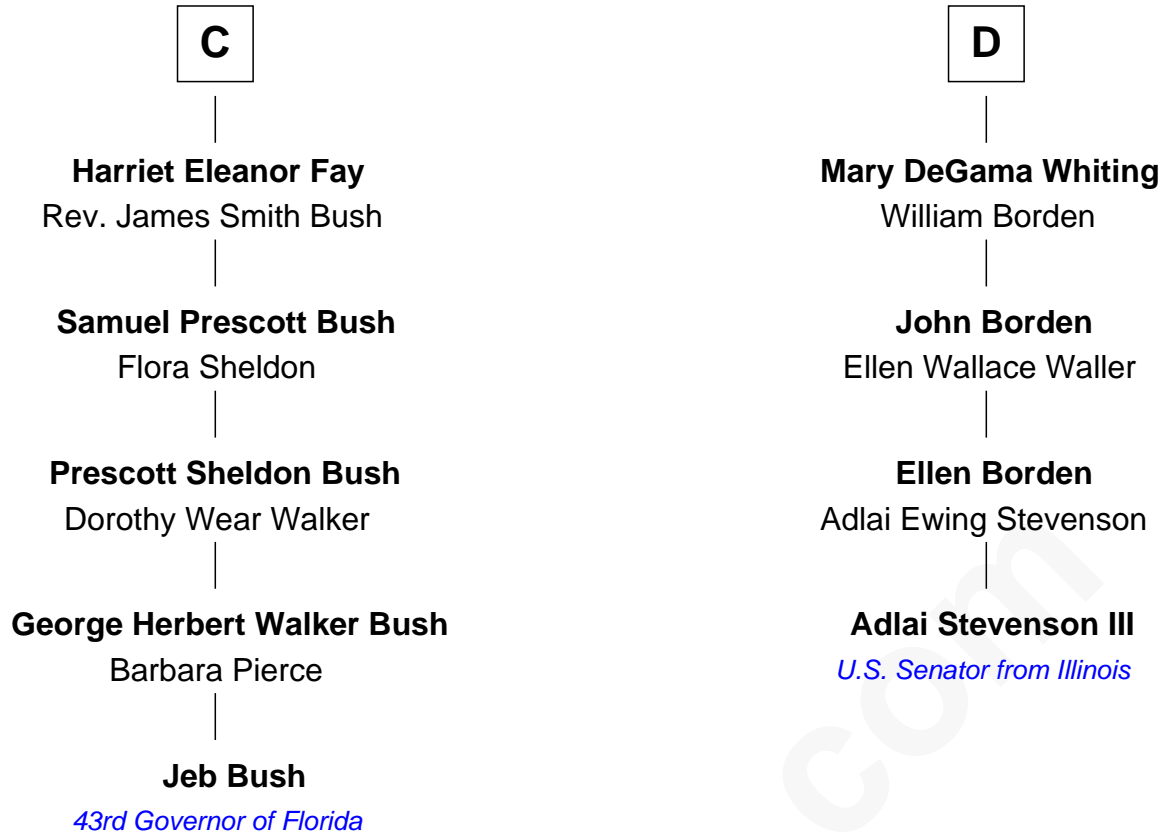 C
Harriet Eleanor Fay
Rev. James Smith Bush
Samuel Prescott Bush
Flora Sheldon
Prescott Sheldon Bush
Dorothy Wear Walker
George Herbert Walker Bush
Barbara Pierce
Jeb Bush
43rd Governor of Florida
D
Mary DeGama Whiting
William Borden
John Borden
Ellen Wallace Waller
Ellen Borden
Adlai Ewing Stevenson
Adlai Stevenson III
U.S. Senator from Illinois
com